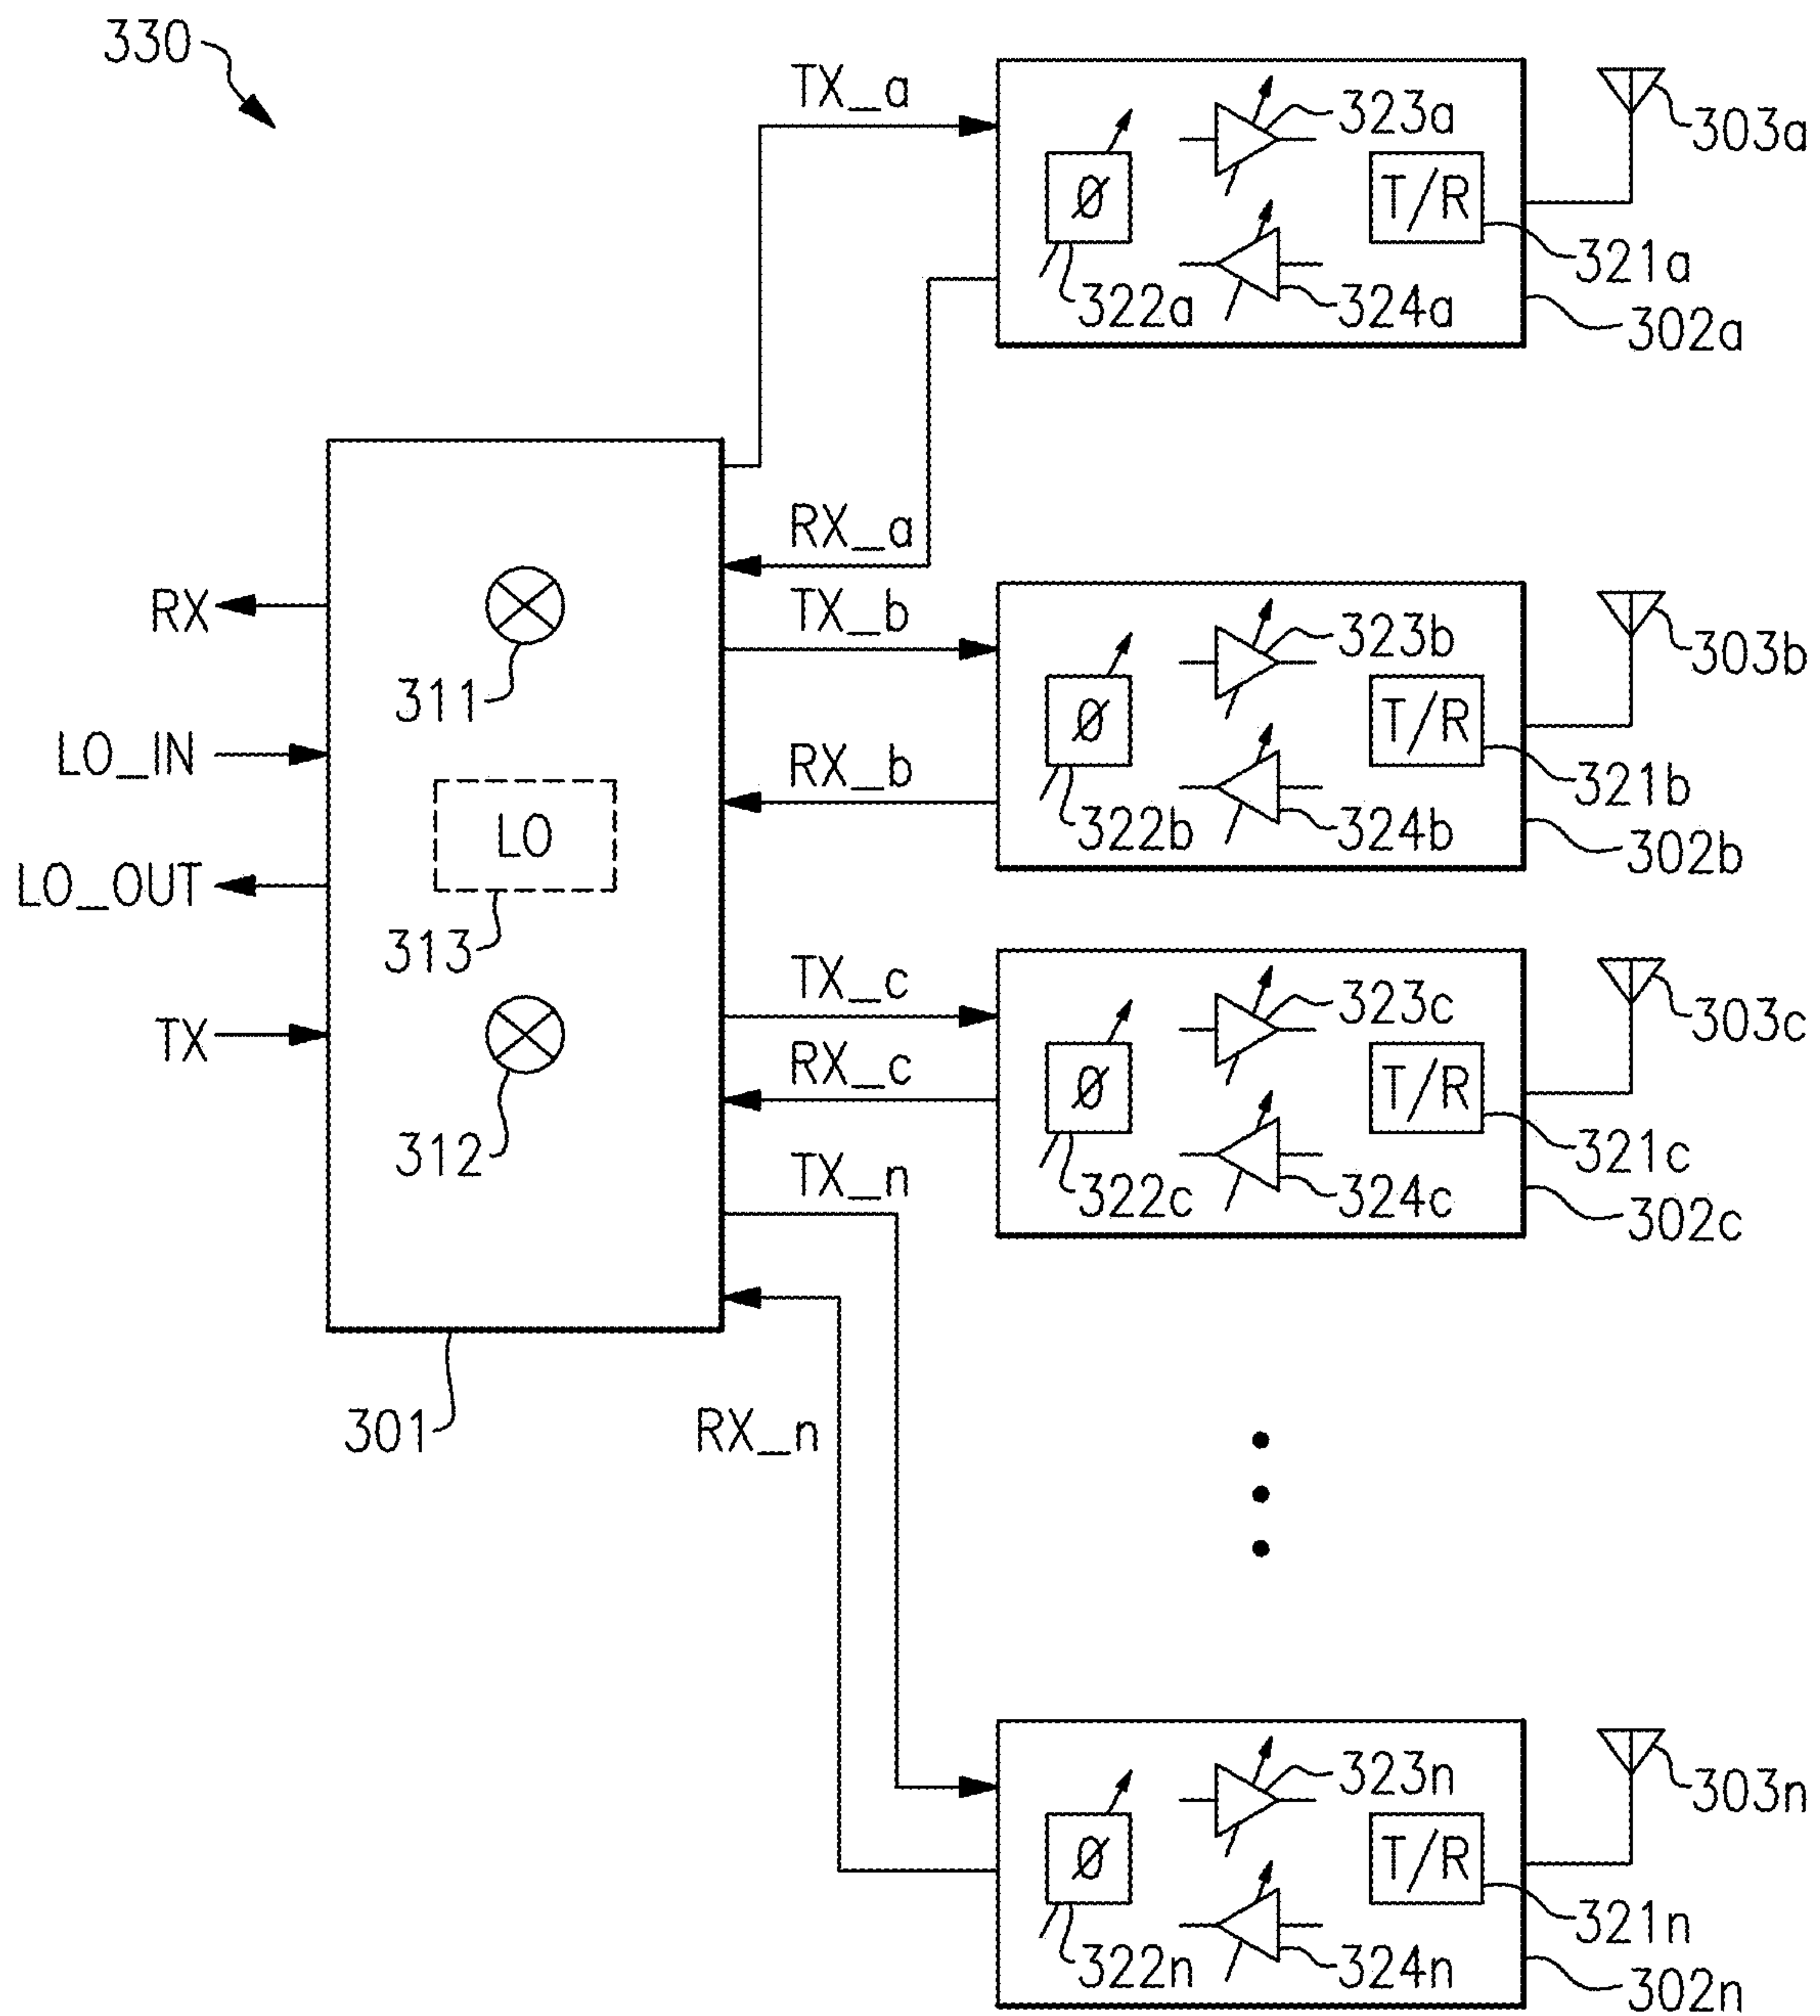 330
TX_a
323a
303a
Ø
T/R
321a
322a
324a
302a
RX_a
RX
311
TX_b
323b
303b
LO_IN
Ø
T/R
RX_b
321b
LO
322b
324b
302b
LO_OUT
313
TX_c
323c
303c
TX
RX_c
Ø
T/R
312
321c
TX_n
322c
324c
302c
301
RX_n
323n
303n
Ø
T/R
321n
322n
324n
302n